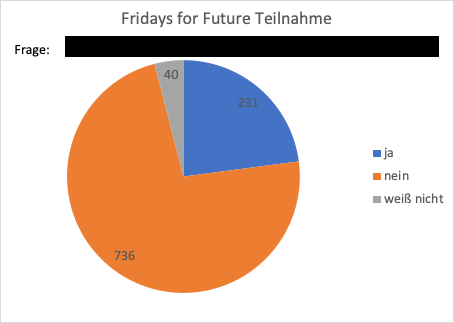 Fridays for Future Teilnahme
Frage:
40
231
ja
nein
weiß nicht
736